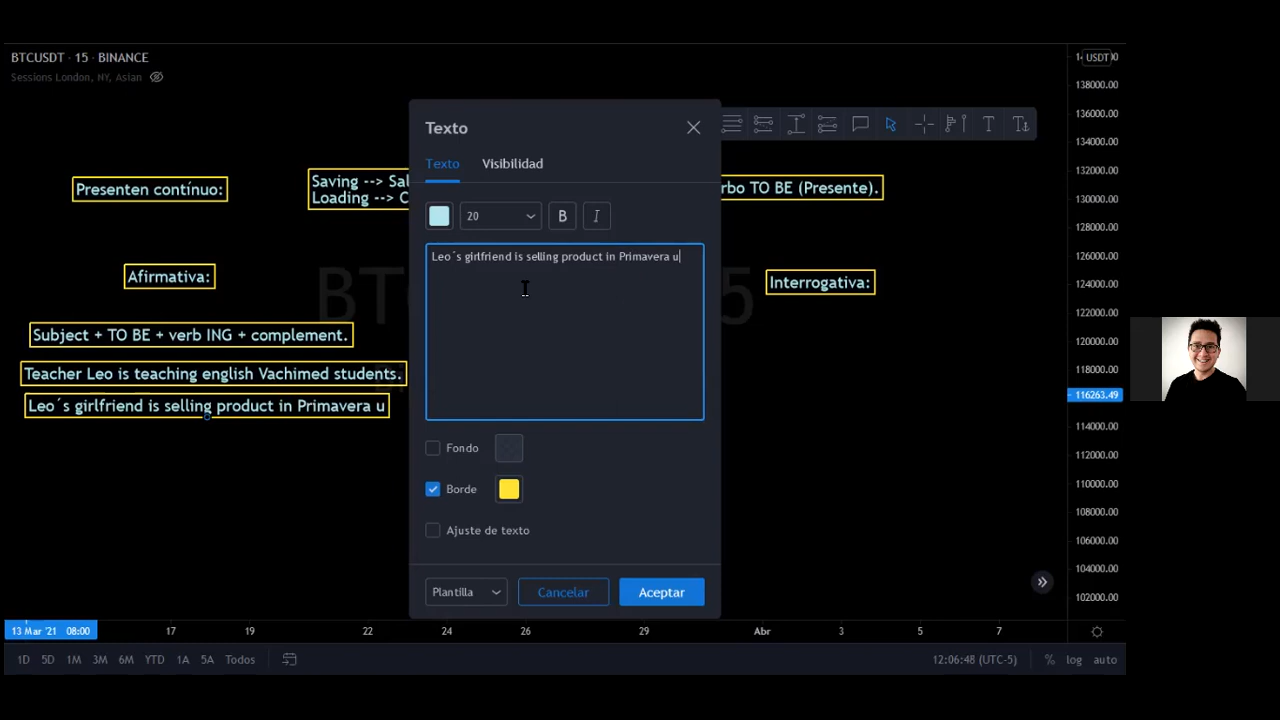 BTCUSDT · 15 · BINANCE
Sessions London, NY, Asian
USDT
138000.00
136000.00
134000.00
132000.00
130000.00
128000.00
126000.00
124000.00
122000.00
120000.00
118000.00
116263.49
114000.00
112000.00
110000.00
108000.00
106000.00
104000.00
102000.00
Presenten contínuo:
Saving --> Sal
Loading --> C
rbo TO BE (Presente).
Afirmativa:
Interrogativa:
Subject + TO BE + verb ING + complement.
Teacher Leo is teaching english Vachimed students.
Leo´s girlfriend is selling product in Primavera u
Texto
Texto
Visibilidad
20
B
I
Leo´s girlfriend is selling product in Primavera u
Fondo
Borde
Ajuste de texto
Plantilla
Cancelar
Aceptar
13 Mar '21 08:00
17
19
22
24
26
29
Abr
3
5
7
1D
5D
1M
3M
6M
YTD
1A
5A
Todos
12:06:48 (UTC-5)
%
log
auto